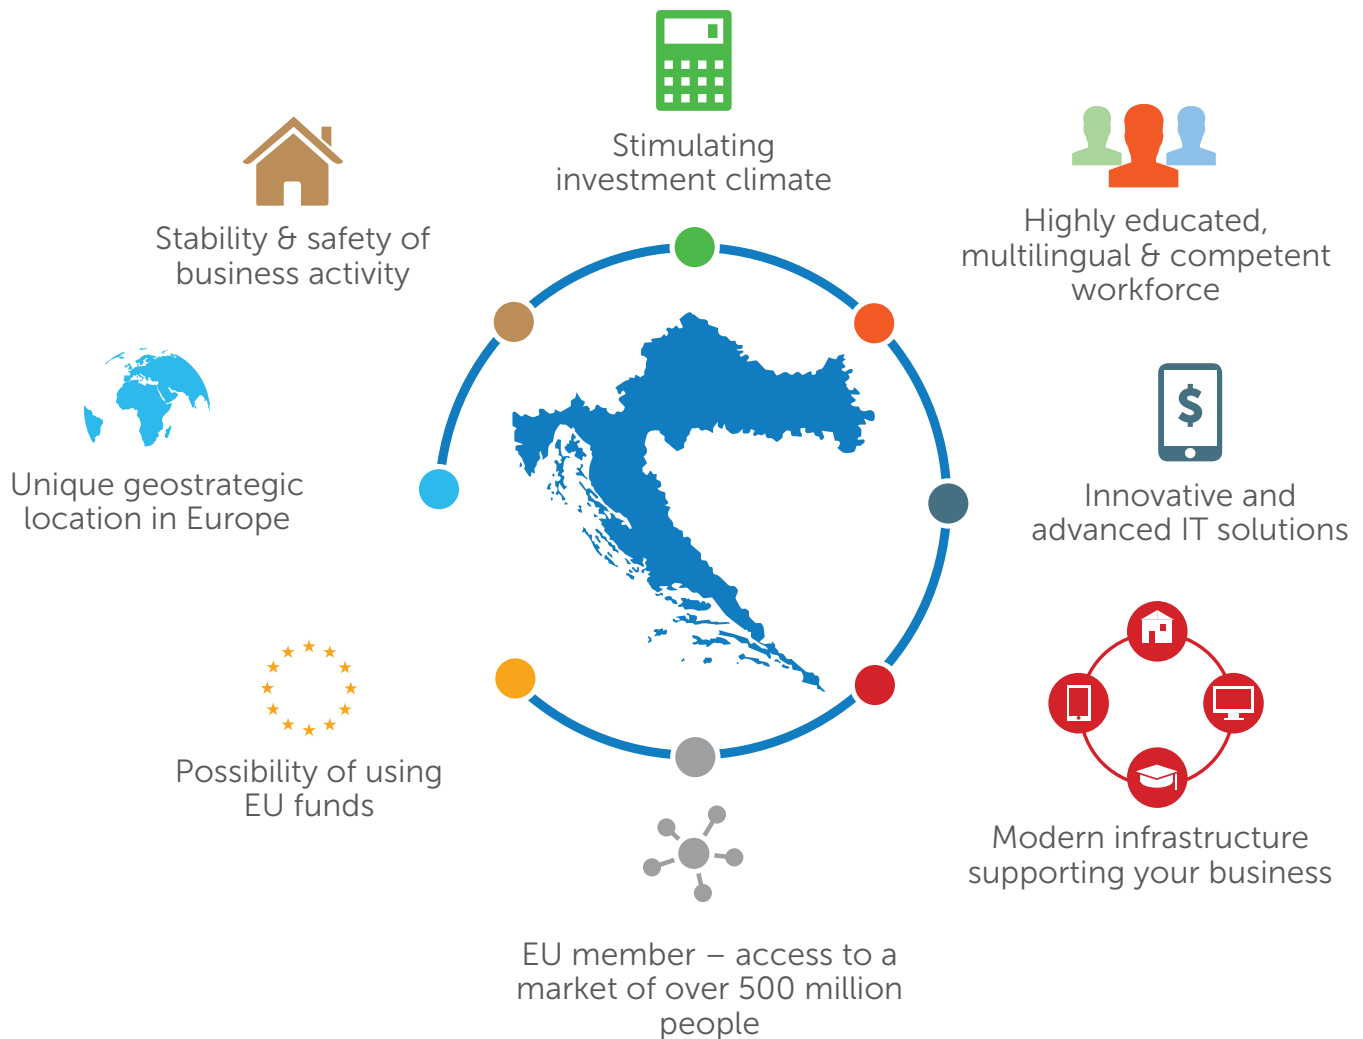 Stimulating
investment climate
Highly educated,
multilingual & competent
workforce
Stability & safety of
business activity
$
Unique geostrategic
location in Europe
Innovative and
advanced IT solutions
Possibility of using
EU funds
Modern infrastructure
supporting your business
EU member – access to a
market of over 500 million
people